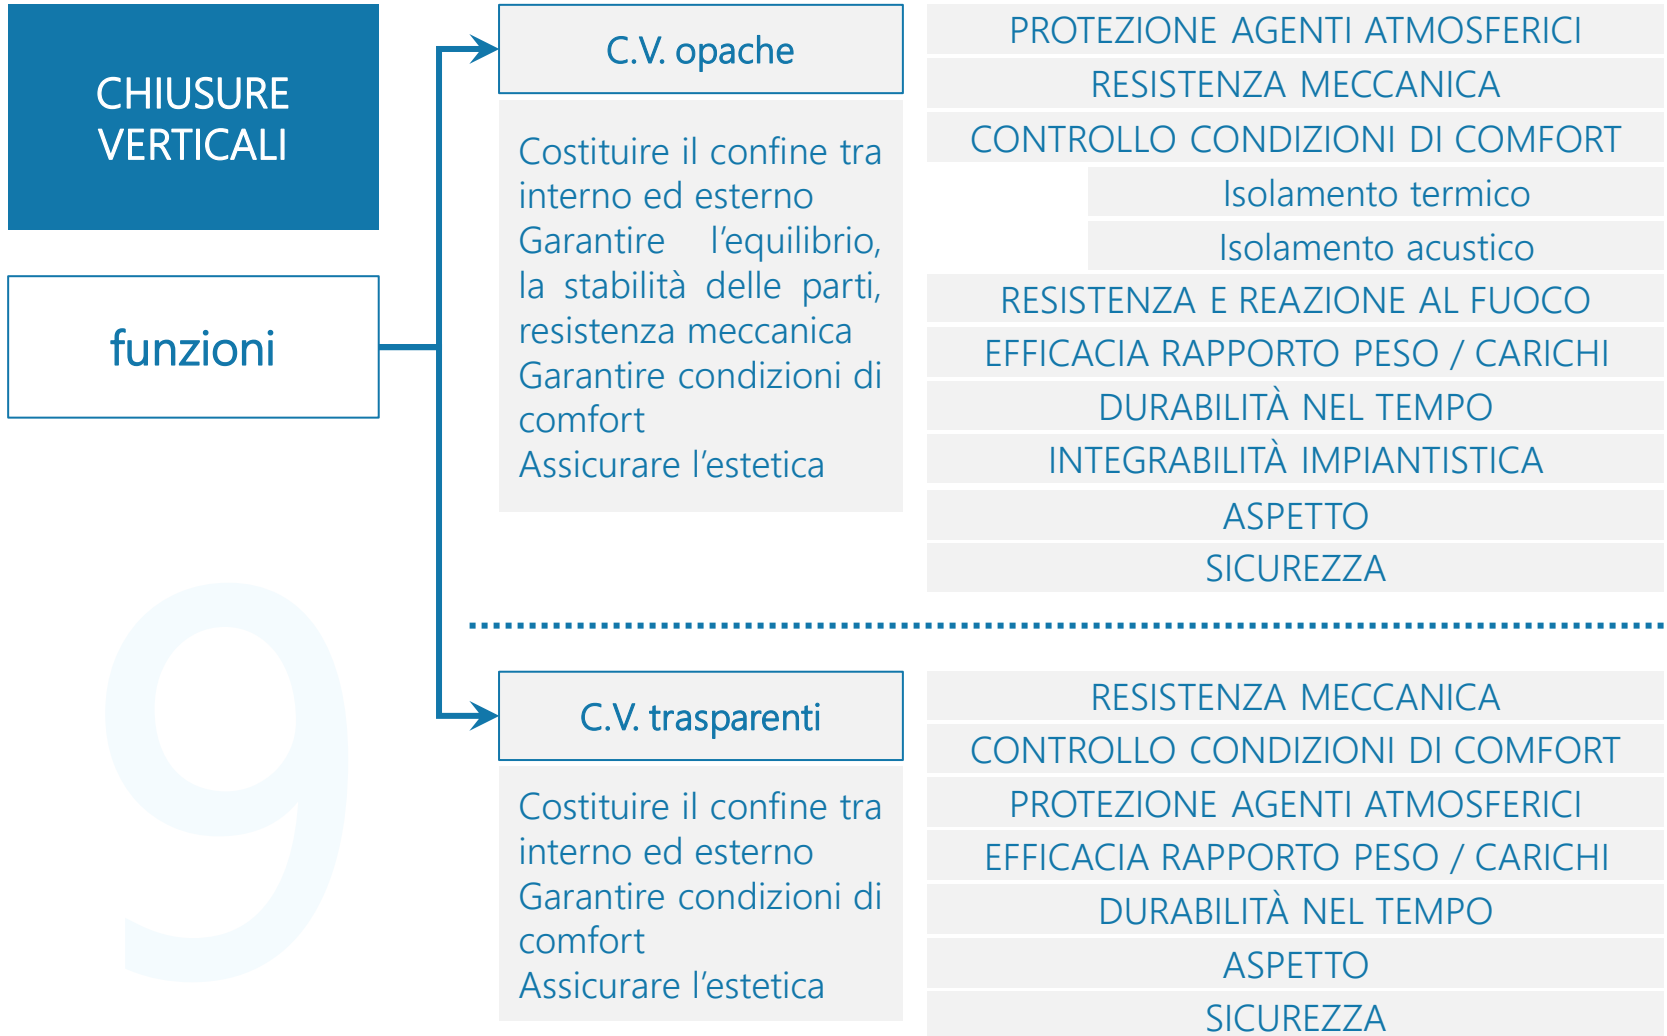 CHIUSURE
VERTICALI
funzioni
9
C.V. opache
Costituire il confine tra
interno ed esterno
Garantire l’equilibrio,
la stabilità delle parti,
resistenza meccanica
Garantire condizioni di
comfort
Assicurare l’estetica
PROTEZIONE AGENTI ATMOSFERICI
RESISTENZA MECCANICA
CONTROLLO CONDIZIONI DI COMFORT
Isolamento termico
Isolamento acustico
RESISTENZA E REAZIONE AL FUOCO
EFFICACIA RAPPORTO PESO / CARICHI
DURABILITÀ NEL TEMPO
INTEGRABILITÀ IMPIANTISTICA
ASPETTO
SICUREZZA
C.V. trasparenti
Costituire il confine tra
interno ed esterno
Garantire condizioni di
comfort
Assicurare l’estetica
RESISTENZA MECCANICA
CONTROLLO CONDIZIONI DI COMFORT
PROTEZIONE AGENTI ATMOSFERICI
EFFICACIA RAPPORTO PESO / CARICHI
DURABILITÀ NEL TEMPO
ASPETTO
SICUREZZA